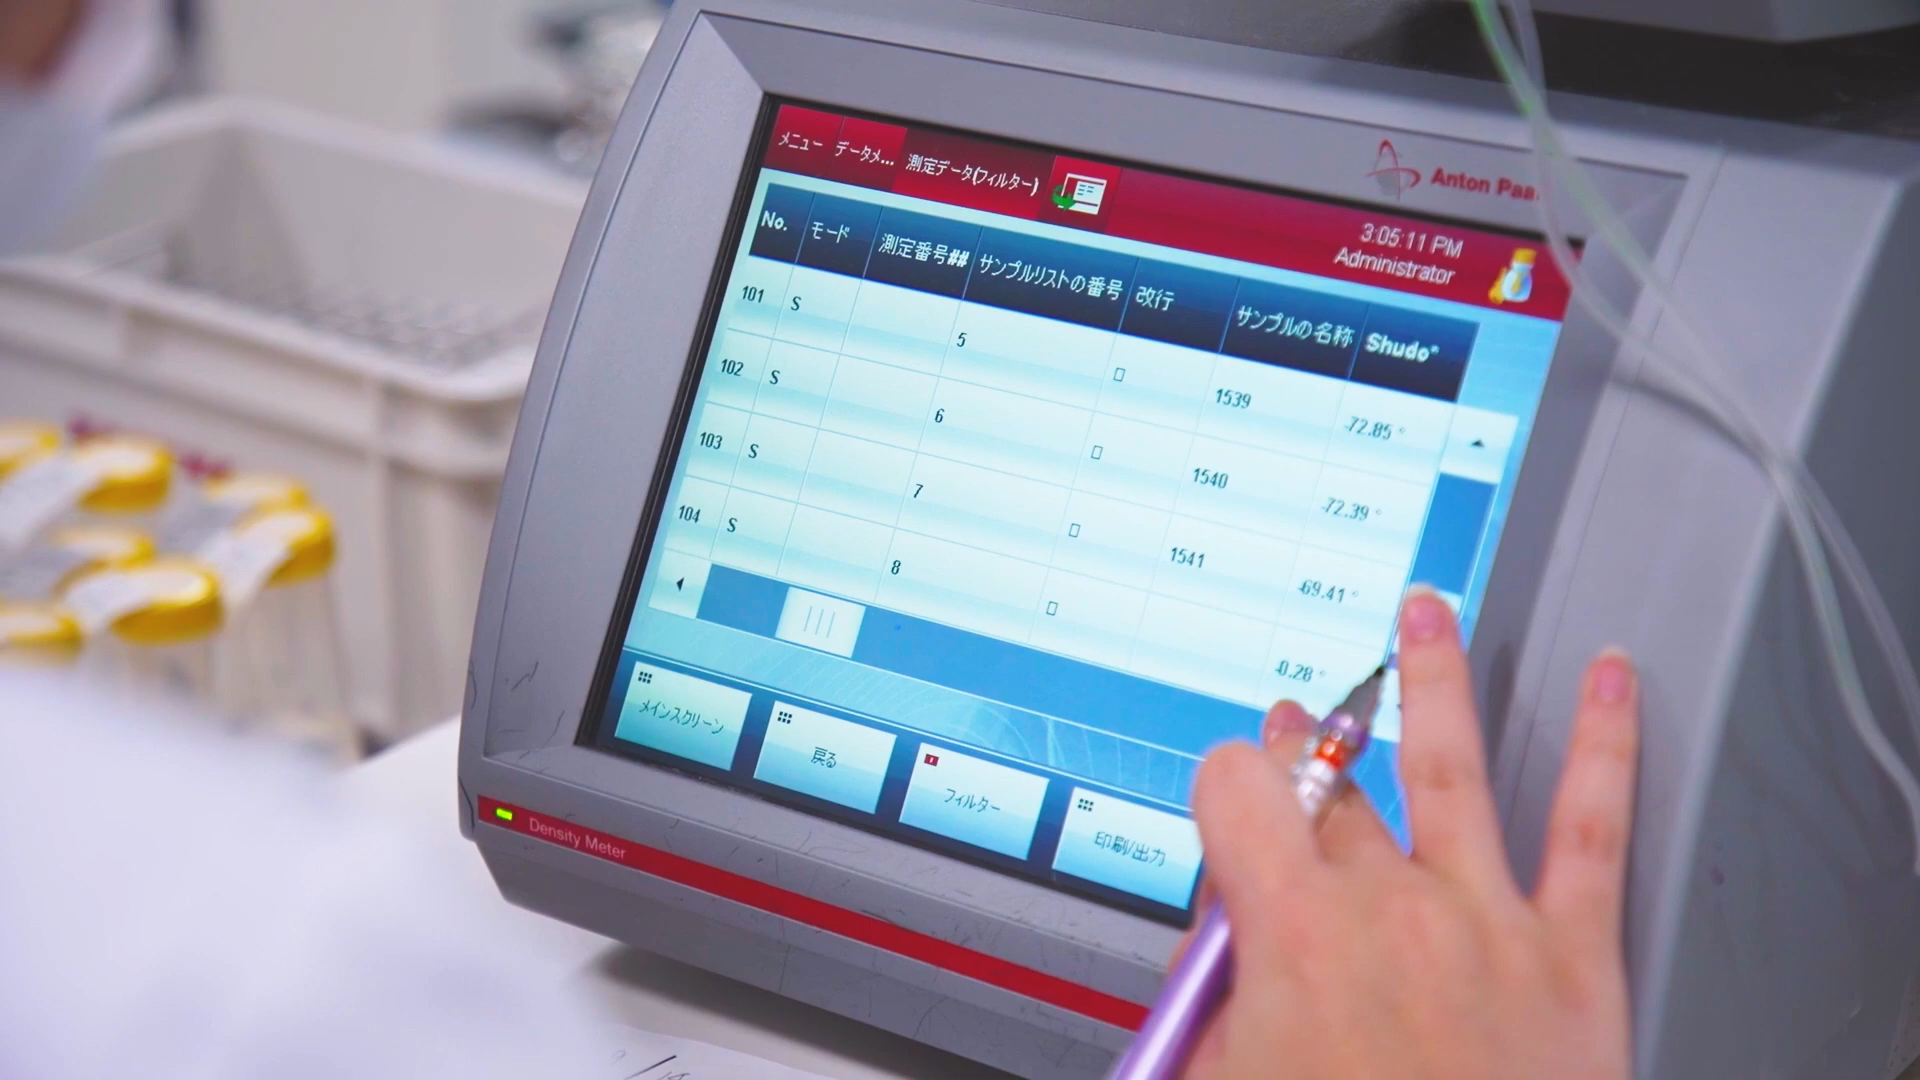 Anton Paa
メニュー データメ... 測定データ(フィルター)
3:05:11 PM
Administrator
No. モード 測定番号## サンプルリストの番号 改行 サンプルの名称 Shudo°
101 S 5 1539 -72.85 °
102 S 6 1540 -72.39 °
103 S 7 1541 -69.41 °
104 S 8 -0.28 °
メインスクリーン 戻る フィルター 印刷/出力
Density Meter